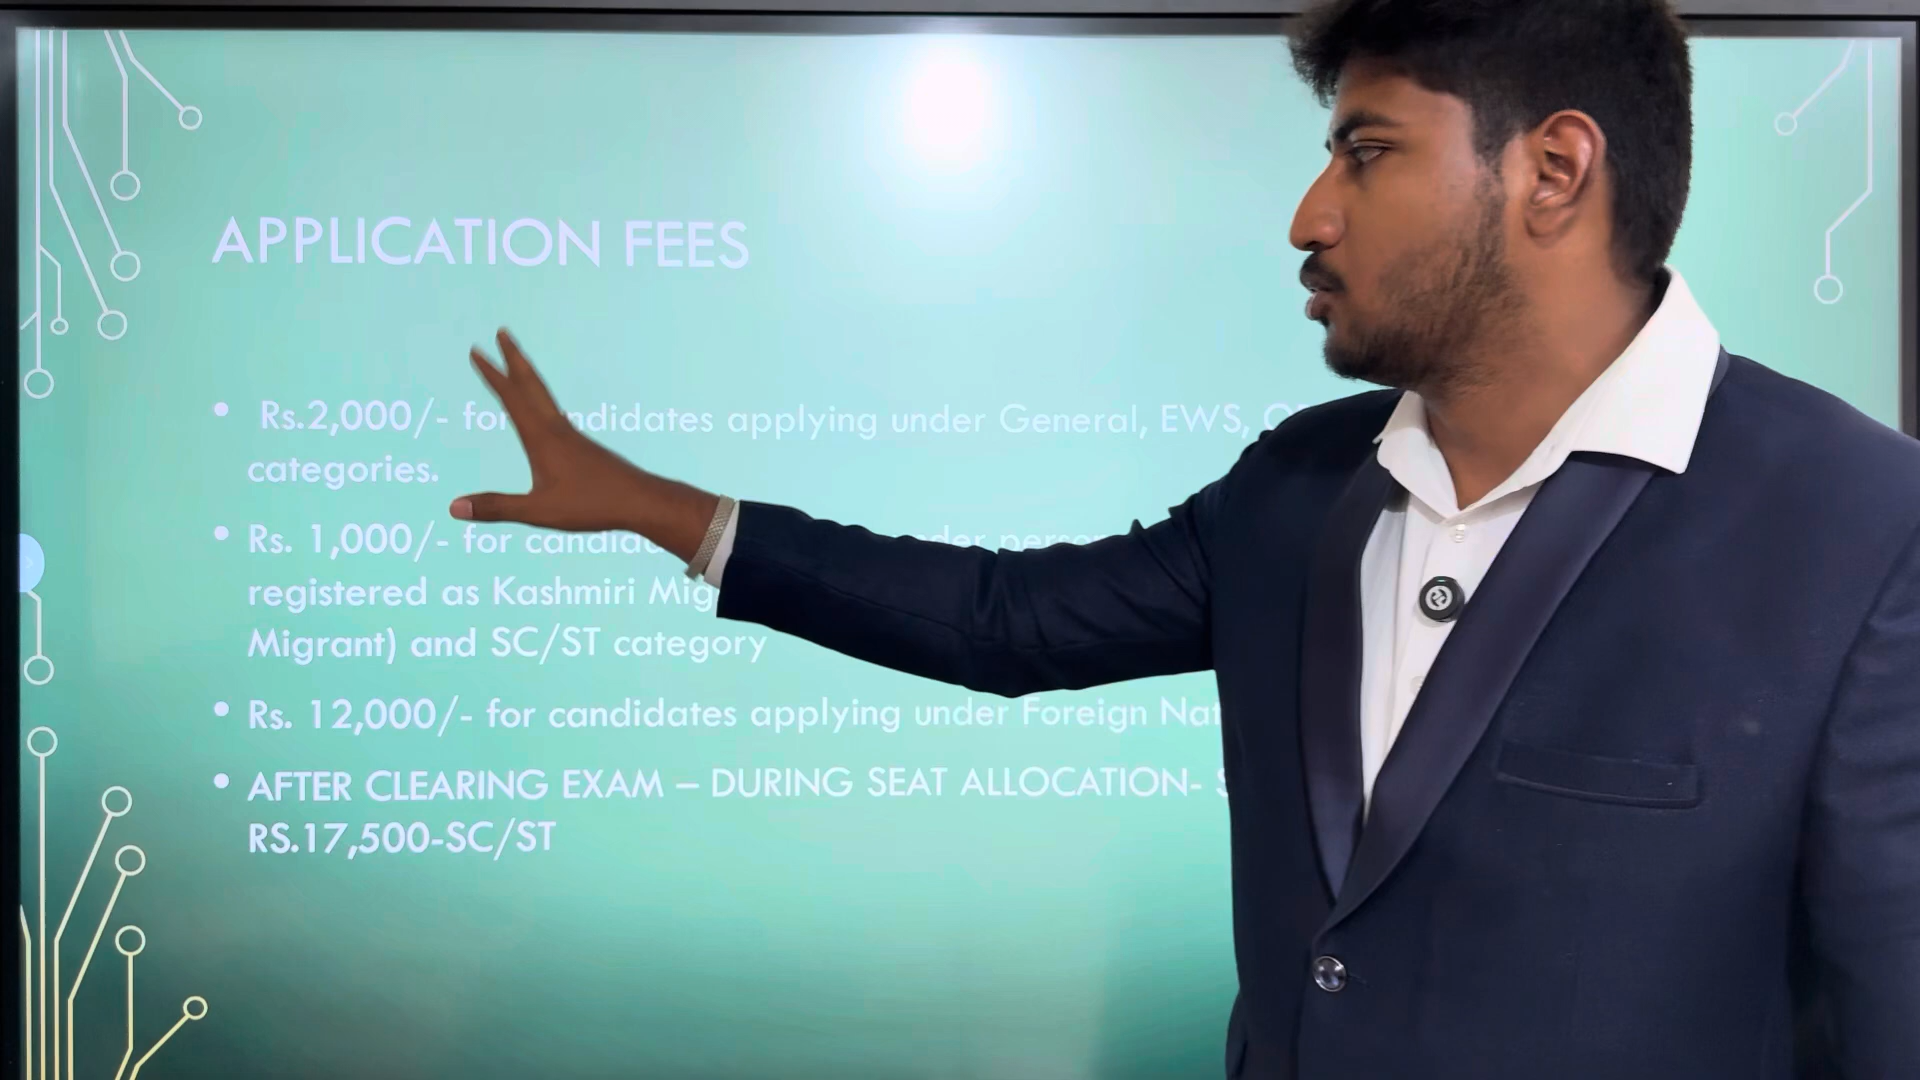 APPLICATION FEES
• Rs.2,000/- for candidates applying under General, EWS,
categories.
• Rs. 1,000/- for
registered as Kashmiri
Migrant) and SC/ST category
• Rs. 12,000/- for candidates applying under Foreign
• AFTER CLEARING EXAM – DURING SEAT ALLOCATION-
RS.17,500-SC/ST